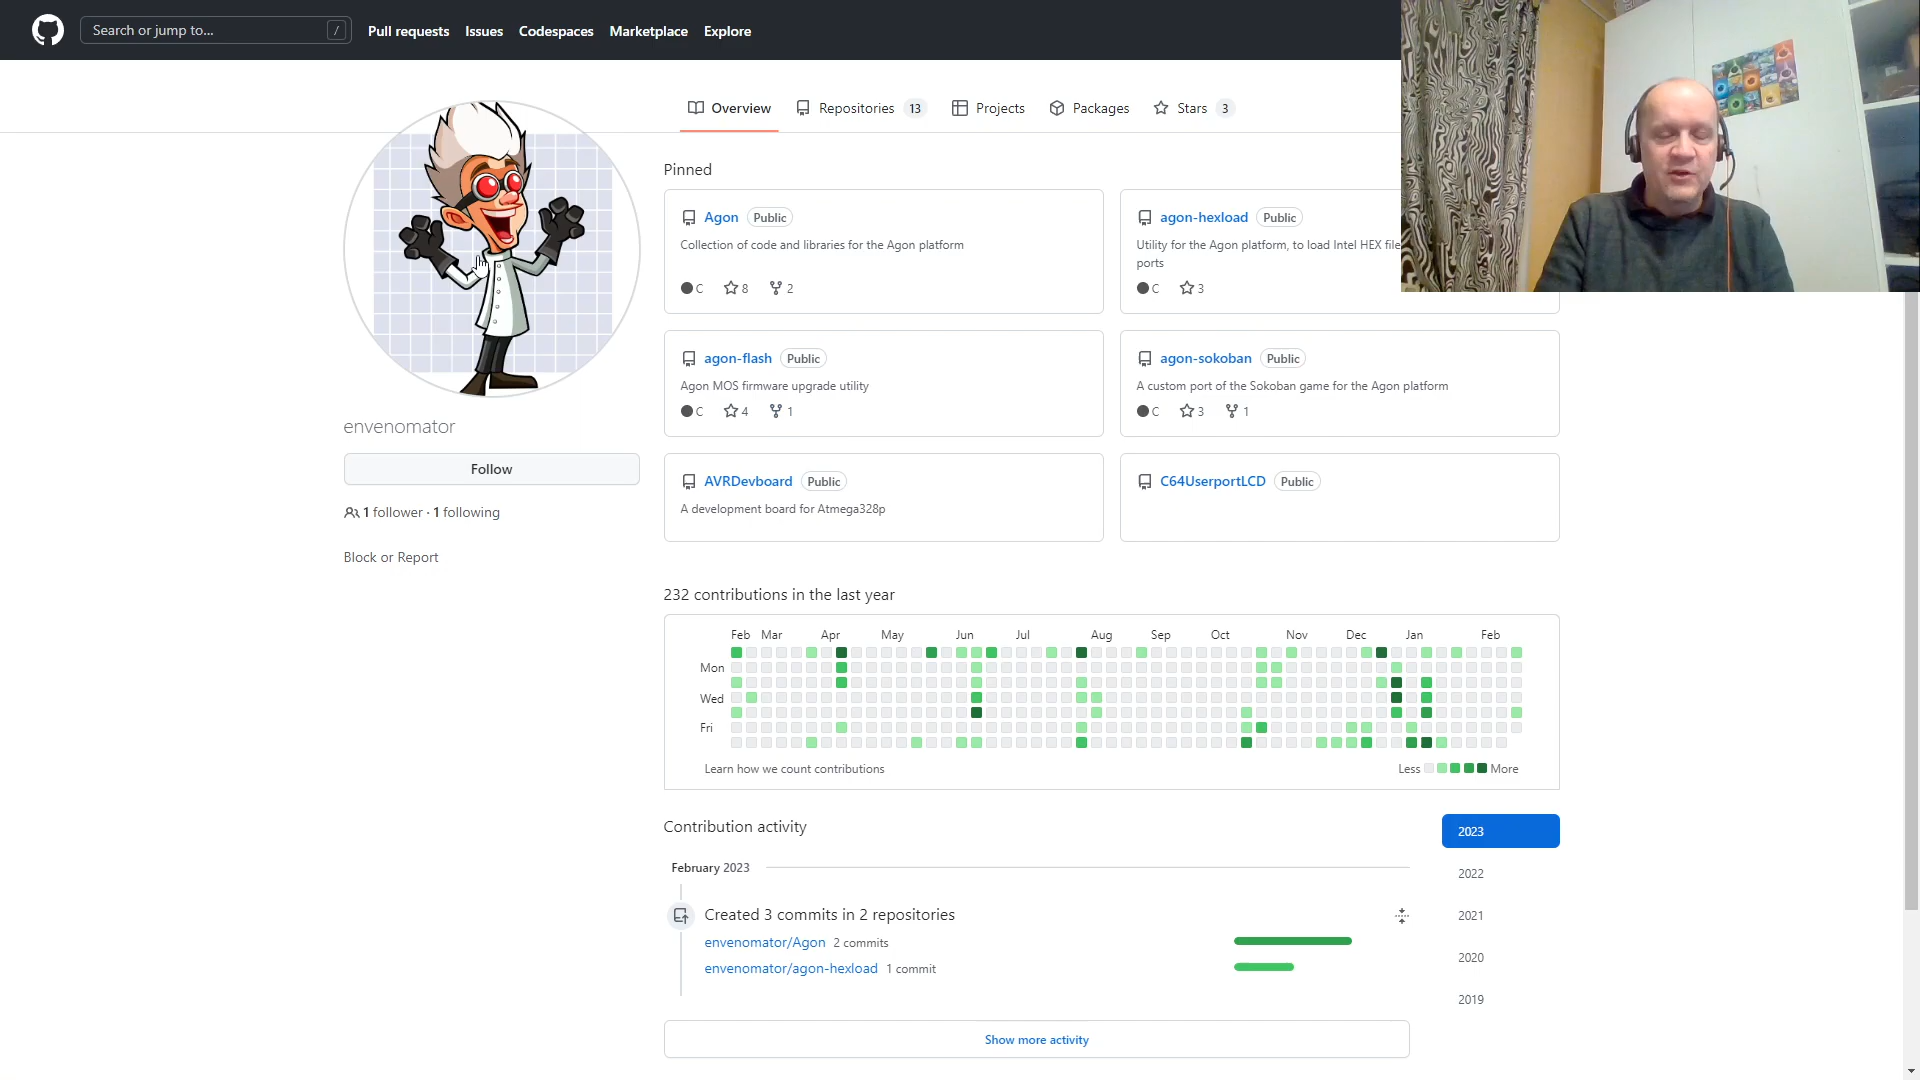 Search or jump to...
/
Pull requests
Issues
Codespaces
Marketplace
Explore
Overview
Repositories 13
Projects
Packages
Stars 3
envenomator
Follow
1 follower · 1 following
Block or Report
Pinned
Agon Public
Collection of code and libraries for the Agon platform
C 8 2
agon-hexload Public
Utility for the Agon platform, to load Intel HEX file
ports
C 3
agon-flash Public
Agon MOS firmware upgrade utility
C 4 1
agon-sokoban Public
A custom port of the Sokoban game for the Agon platform
C 3 1
AVRDevboard Public
A development board for Atmega328p
C64UserportLCD Public
232 contributions in the last year
Feb Mar Apr May Jun Jul Aug Sep Oct Nov Dec Jan Feb
Mon
Wed
Fri
Learn how we count contributions
Less More
Contribution activity
February 2023
Created 3 commits in 2 repositories
envenomator/Agon 2 commits
envenomator/agon-hexload 1 commit
Show more activity
2023
2022
2021
2020
2019